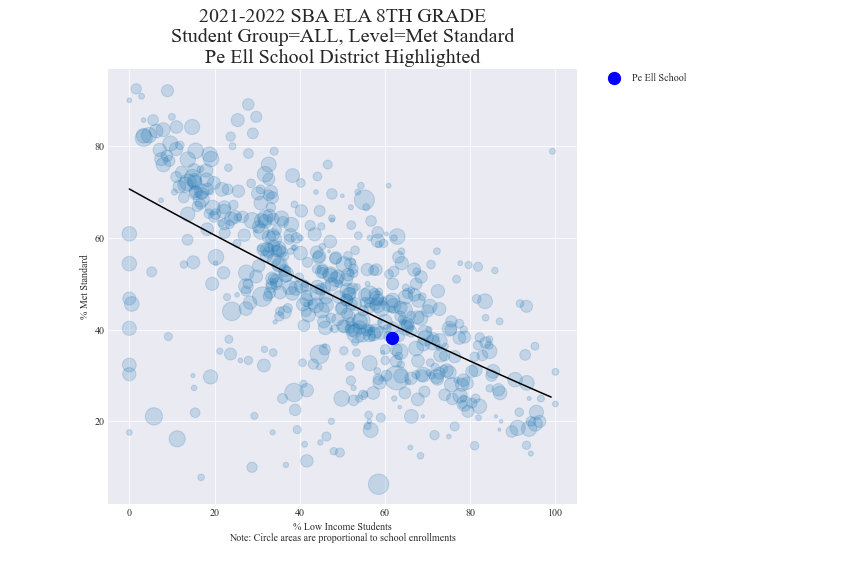 2021-2022 SBA ELA 8TH GRADE
Student Group=ALL, Level=Met Standard
Pe Ell School District Highlighted
Pe Ell School
% Met Standard
80
60
40
20
0 20 40 60 80 100
% Low Income Students
Note: Circle areas are proportional to school enrollments